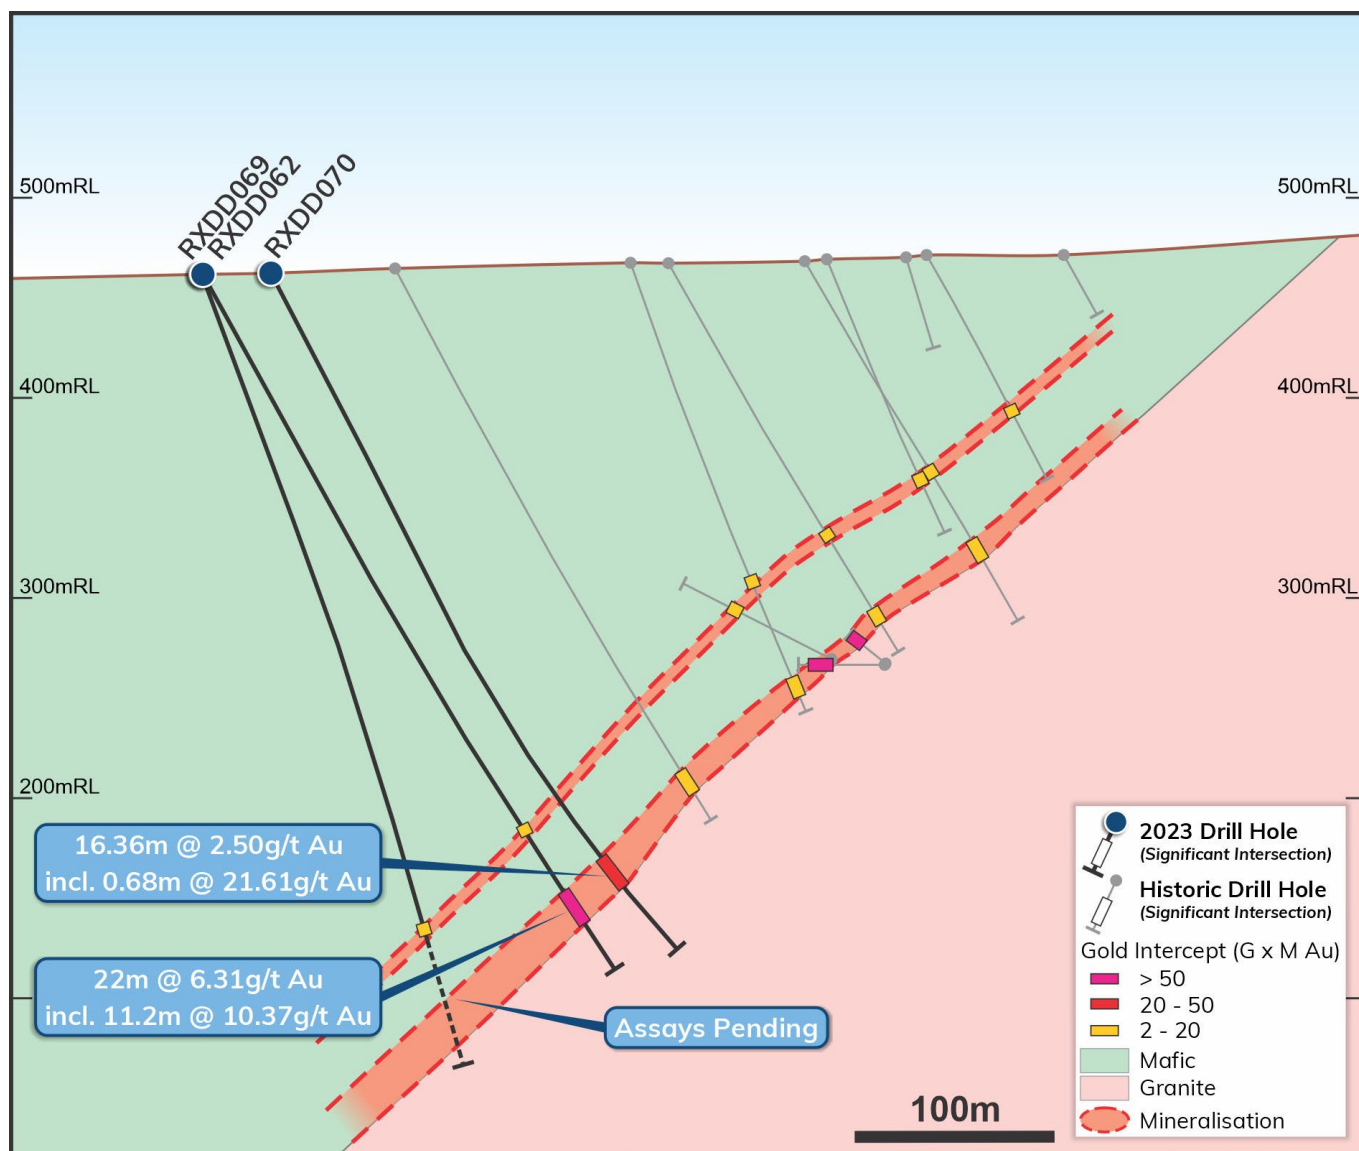 RXDD069
RXDD062
RXDD070
500mRL
500mRL
400mRL
400mRL
300mRL
300mRL
200mRL
16.36m @ 2.50g/t Au
incl. 0.68m @ 21.61g/t Au
22m @ 6.31g/t Au
incl. 11.2m @ 10.37g/t Au
Assays Pending
100m
2023 Drill Hole
(Significant Intersection)
Historic Drill Hole
(Significant Intersection)
Gold Intercept (G x M Au)
> 50
20 - 50
2 - 20
Mafic
Granite
Mineralisation